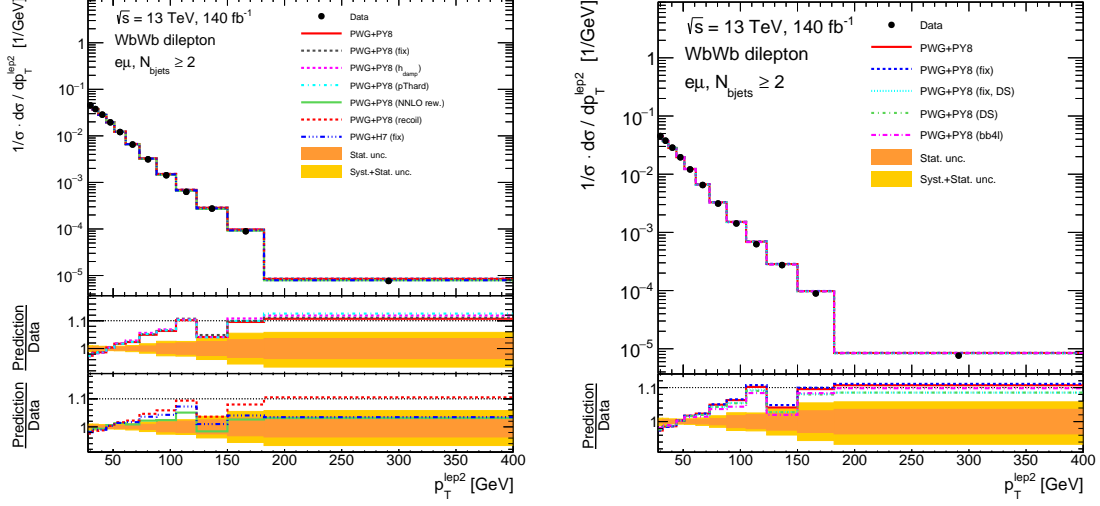 √s = 13 TeV, 140 fb⁻¹
WbWb dilepton
eμ, N_bjets ≥ 2
Data
PWG+PY8
PWG+PY8 (fix)
PWG+PY8 (h_damp)
PWG+PY8 (pThard)
PWG+PY8 (NNLO rew.)
PWG+PY8 (recoil)
PWG+H7 (fix)
Stat. unc.
Syst.+Stat. unc.
1/σ · dσ / dp_T^lep2 [1/GeV]
1
10⁻¹
10⁻²
10⁻³
10⁻⁴
10⁻⁵
Prediction
Data
1.1
1
Prediction
Data
1.1
1
50 100 150 200 250 300 350 400
p_T^lep2 [GeV]
√s = 13 TeV, 140 fb⁻¹
WbWb dilepton
eμ, N_bjets ≥ 2
Data
PWG+PY8
PWG+PY8 (fix)
PWG+PY8 (fix, DS)
PWG+PY8 (DS)
PWG+PY8 (bb4l)
Stat. unc.
Syst.+Stat. unc.
1/σ · dσ / dp_T^lep2 [1/GeV]
1
10⁻¹
10⁻²
10⁻³
10⁻⁴
10⁻⁵
Prediction
Data
1.1
1
50 100 150 200 250 300 350 400
p_T^lep2 [GeV]